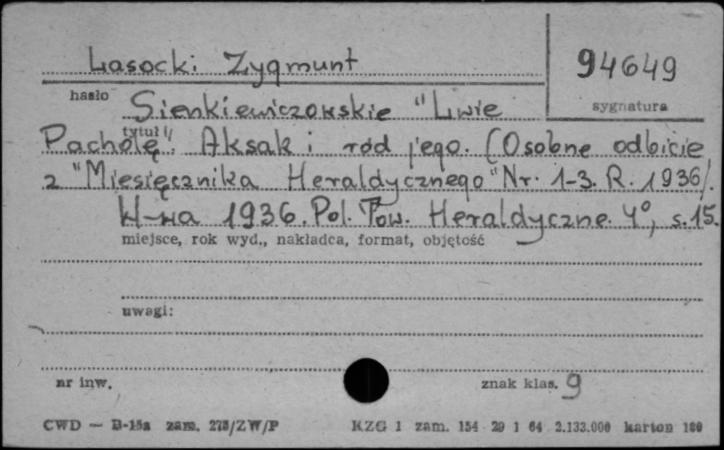 Lasocki Zygmunt
94649
hasło
sygnatura
Sienkiewiczowskie "Lwie
tytuł
Pacholę". Aksak i ród jego. (Osobne odbicie
z "Miesięcznika Heraldycznego" Nr. 1-3. R. 1936/.
W-wa 1936. Pol. Tow. Heraldyczne. 4°, s. 15.
miejsce, rok wyd., nakładca, format, objętość
uwagi:
nr inw.
znak klas. 9
CWD — B-15a zam. 278/ZW/P KZG 1 zam. 154 29 1 64 2.133.000 karton 180